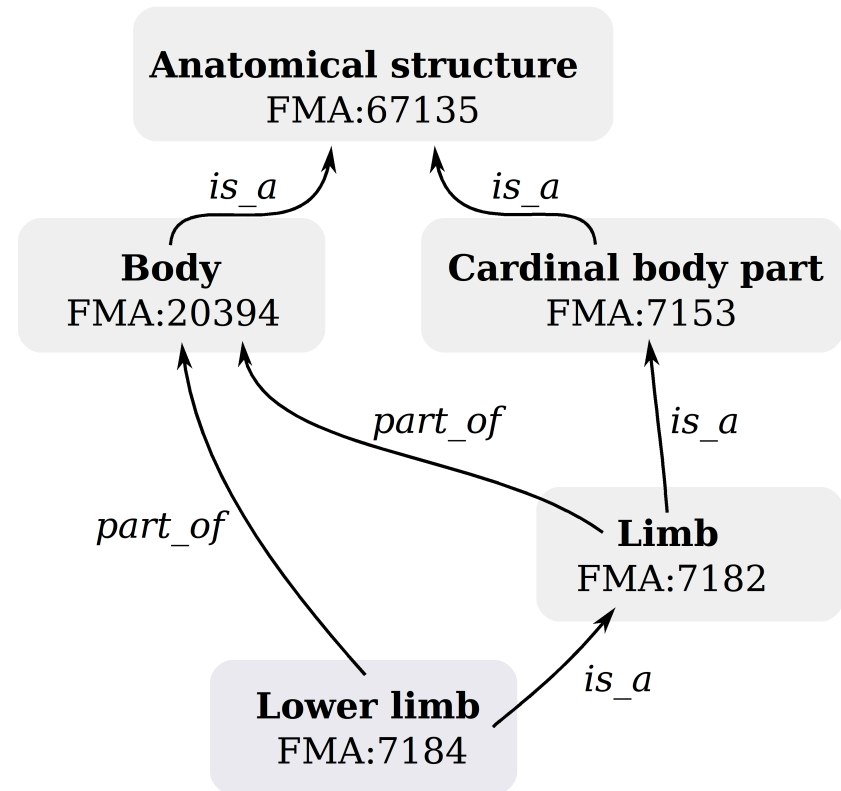 Anatomical structure
FMA:67135
is_a
is_a
Body
FMA:20394
Cardinal body part
FMA:7153
part_of
is_a
part_of
Limb
FMA:7182
is_a
Lower limb
FMA:7184